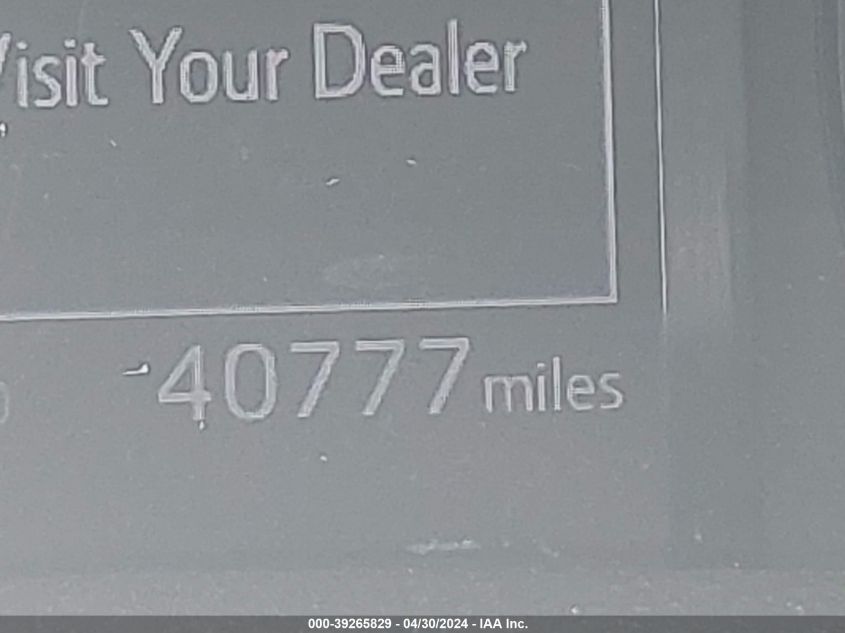 Visit Your Dealer
40777 miles
000-39265829 - 04/30/2024 - IAA Inc.